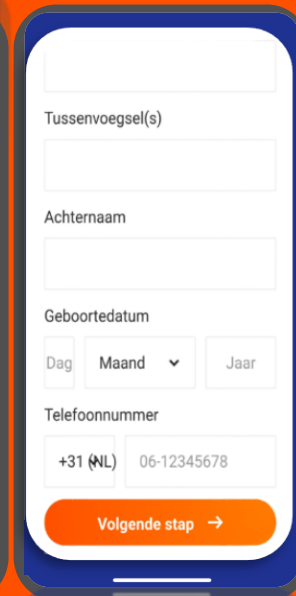 Tussenvoegsel(s)
Achternaam
Geboortedatum
Dag Maand Jaar
Telefoonnummer
+31 (NL) 06-12345678
Volgende stap →